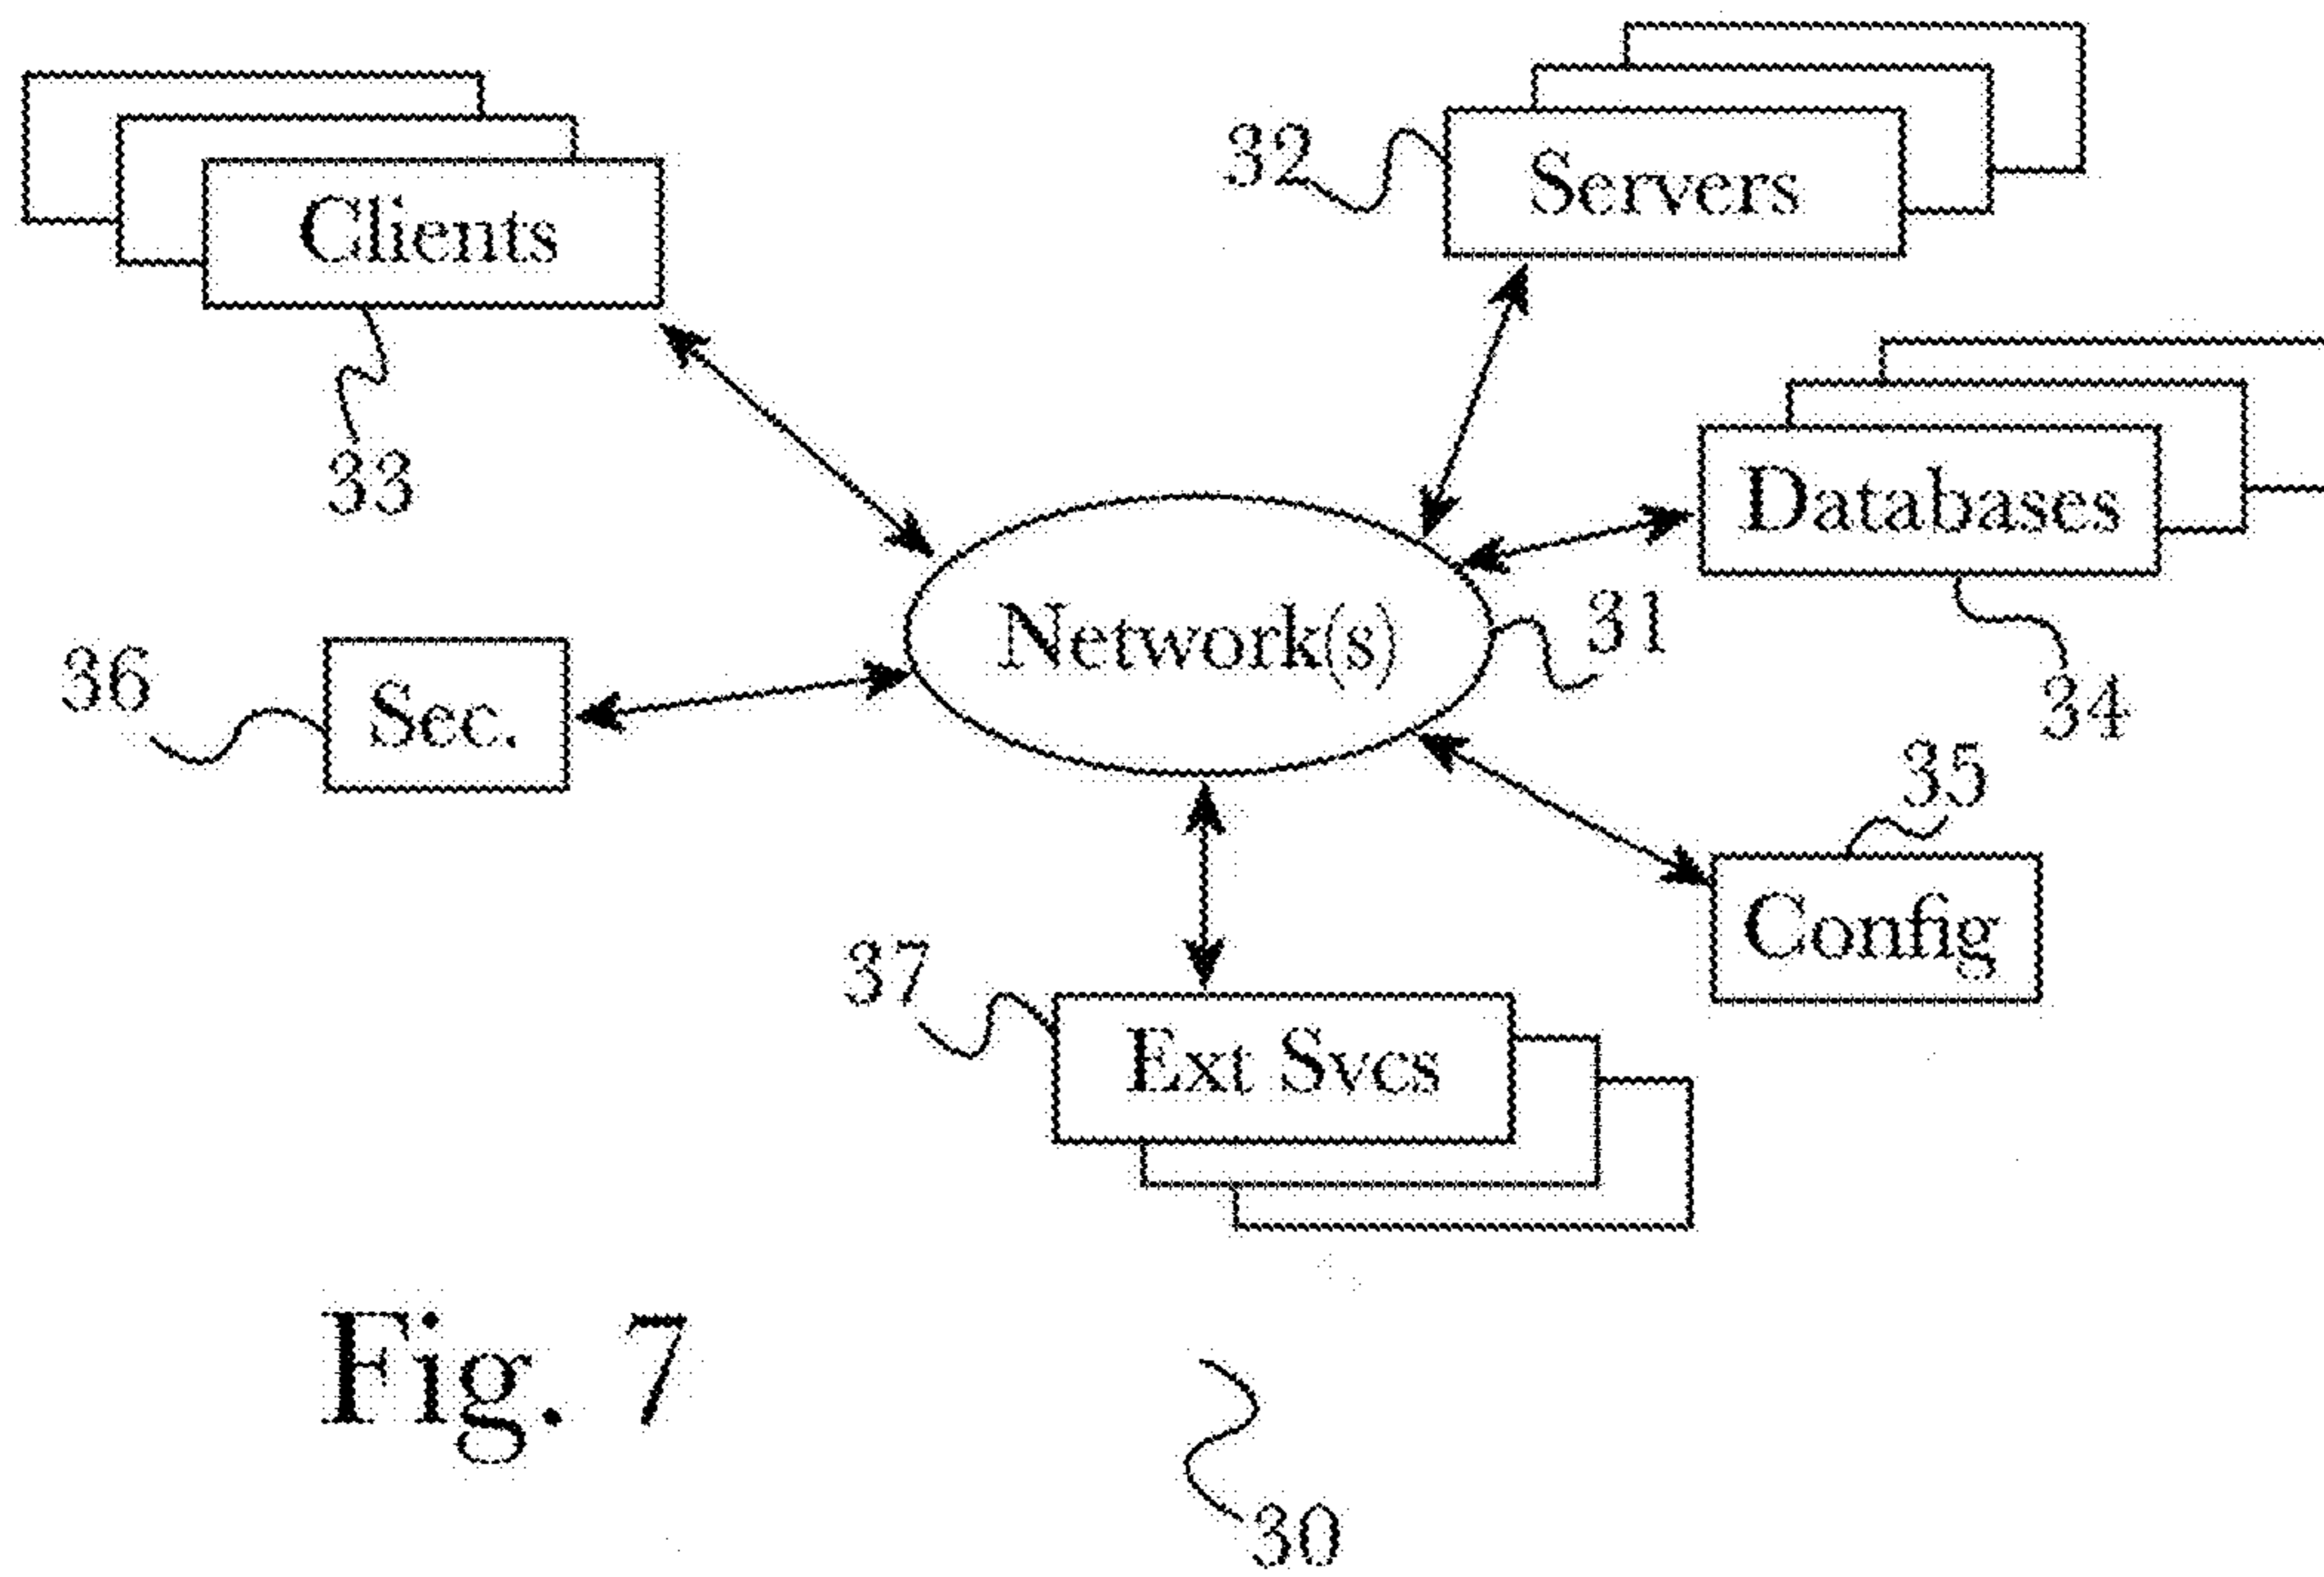 32
Servers
Clients
33
Databases
Network(s)
31
36
Sec.
34
35
37
Config
Ext Svcs
Fig. 7
30